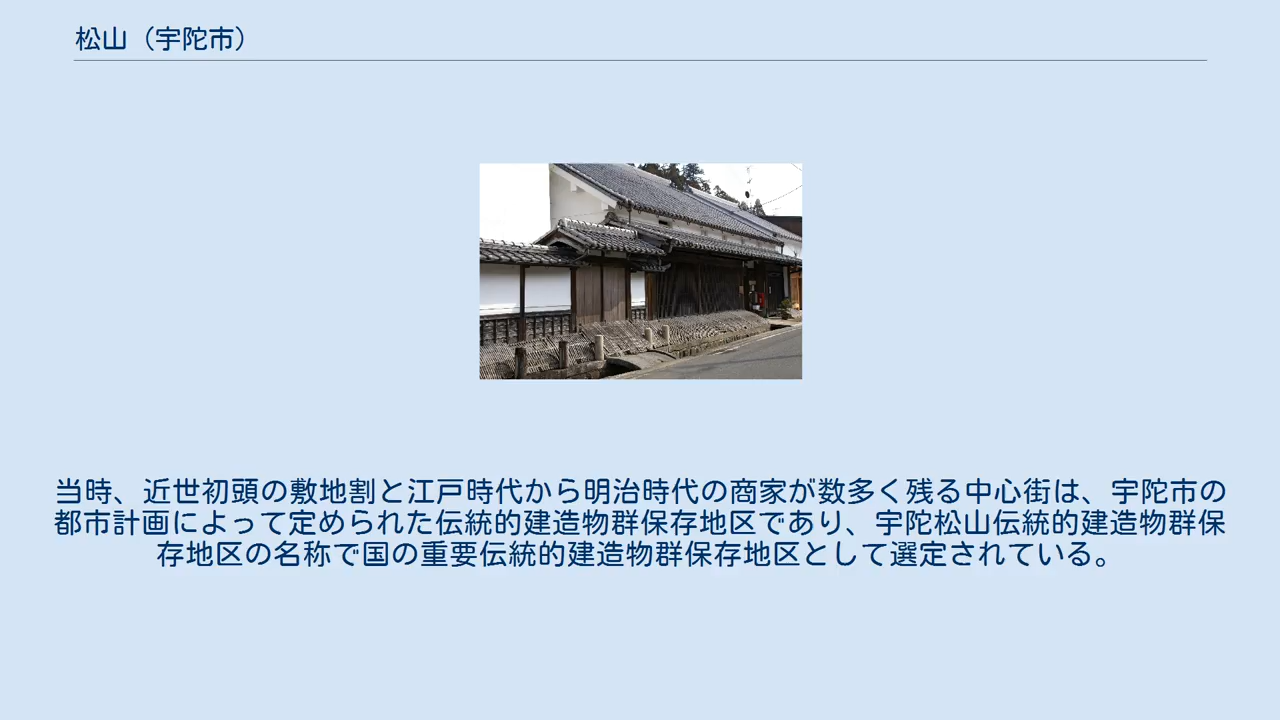 松山（宇陀市）
当時、近世初頭の敷地割と江戸時代から明治時代の商家が数多く残る中心街は、宇陀市の
都市計画によって定められた伝統的建造物群保存地区であり、宇陀松山伝統的建造物群保
存地区の名称で国の重要伝統的建造物群保存地区として選定されている。